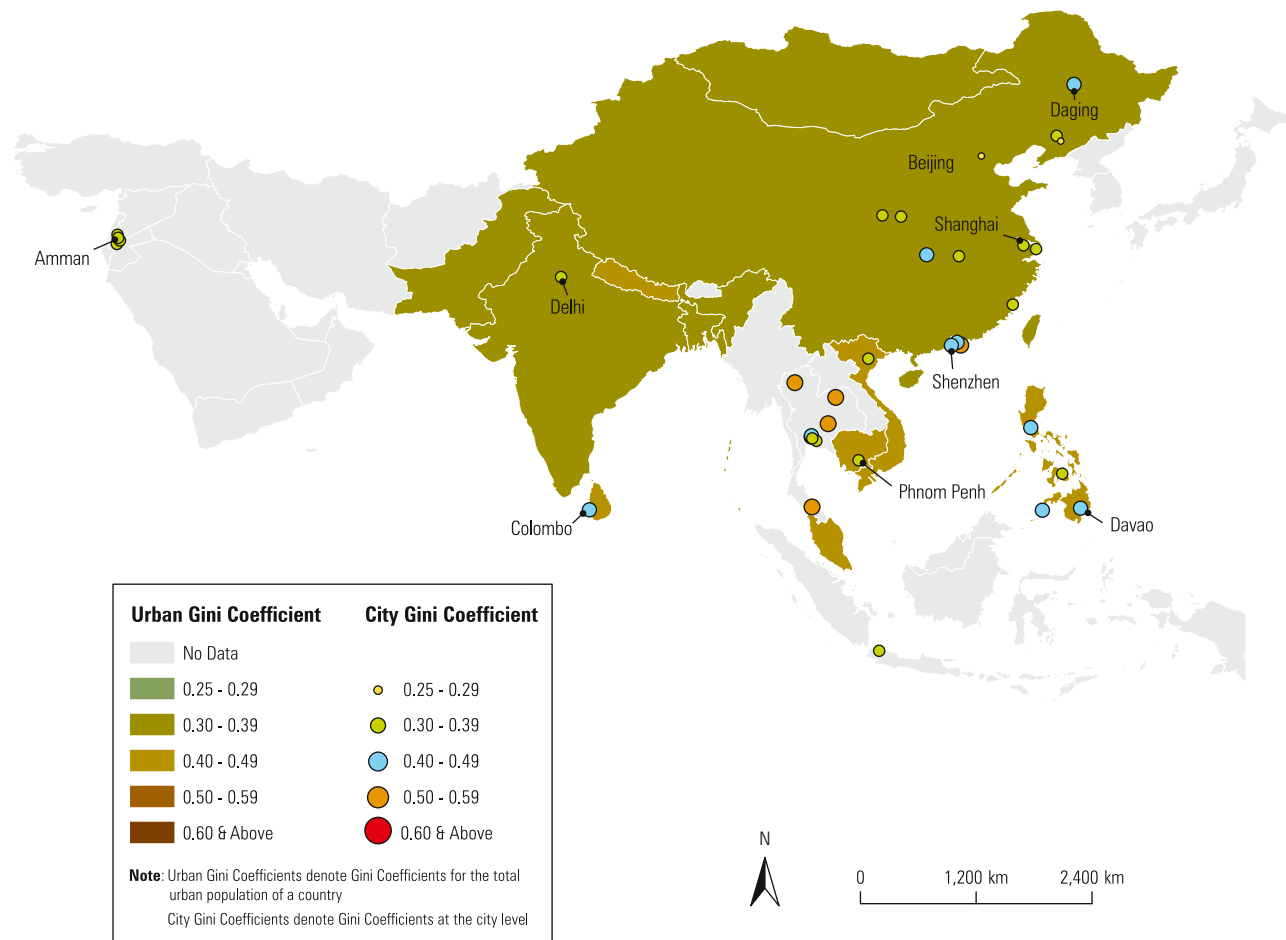 Daging
Beijing
Shanghai
Amman
Delhi
Shenzhen
Phnom Penh
Colombo
Davao
Urban Gini Coefficient
City Gini Coefficient
No Data
0.25 - 0.29
0.25 - 0.29
0.30 - 0.39
0.30 - 0.39
0.40 - 0.49
0.40 - 0.49
0.50 - 0.59
0.50 - 0.59
0.60 & Above
0.60 & Above
Note: Urban Gini Coefficients denote Gini Coefficients for the total
urban population of a country
City Gini Coefficients denote Gini Coefficients at the city level
N
0
1,200 km
2,400 km